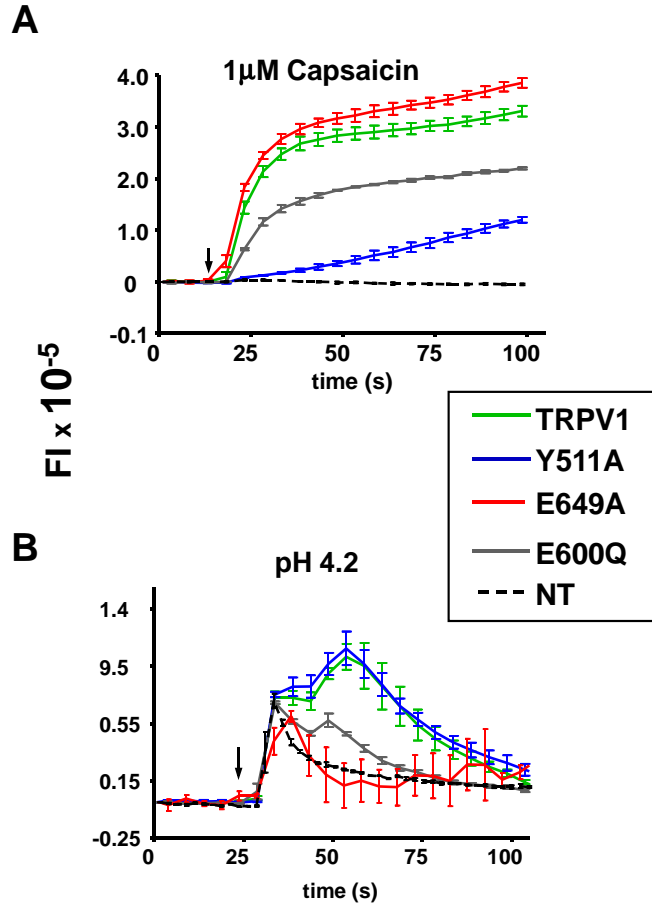 A
1μM Capsaicin
4.0
3.0
2.0
1.0
0
-0.1
0 25 50 75 100
time (s)
FI x 10-5
TRPV1
Y511A
E649A
E600Q
NT
B
pH 4.2
1.4
9.5
0.55
0.15
-0.25
0 25 50 75 100
time (s)